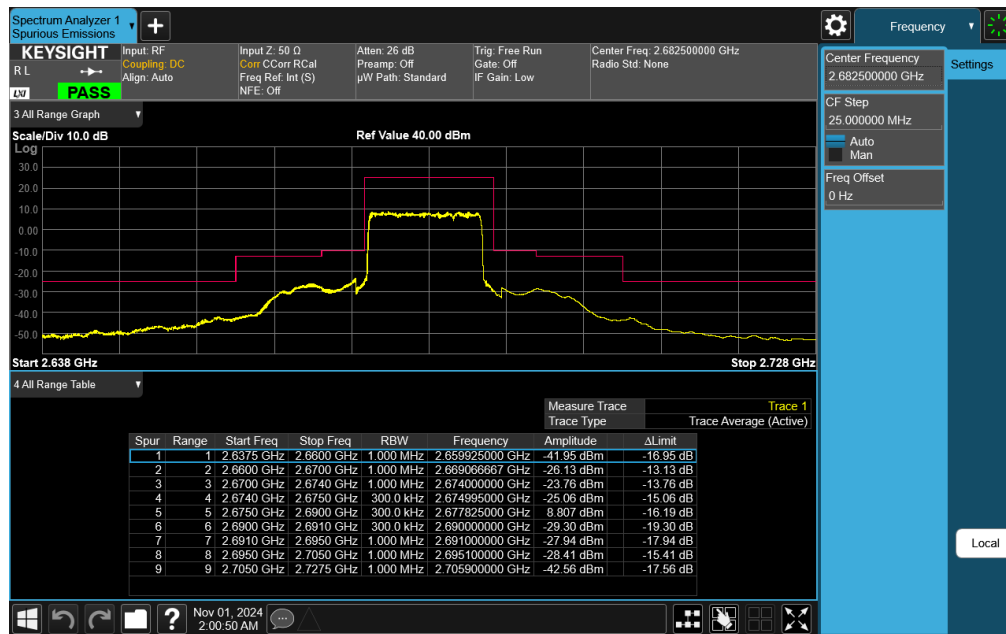 Spectrum Analyzer 1
Spurious Emissions
Frequency
KEYSIGHT
R L
LXI
PASS
Input: RF
Coupling: DC
Align: Auto
Input Z: 50 Ω
Corr CCorr RCal
Freq Ref: Int (S)
NFE: Off
Atten: 26 dB
Preamp: Off
µW Path: Standard
Trig: Free Run
Gate: Off
IF Gain: Low
Center Freq: 2.682500000 GHz
Radio Std: None
Center Frequency
2.682500000 GHz
Settings
CF Step
25.000000 MHz
Auto
Man
Freq Offset
0 Hz
3 All Range Graph
Scale/Div 10.0 dB
Ref Value 40.00 dBm
Log
30.0
20.0
10.0
0.00
-10.0
-20.0
-30.0
-40.0
-50.0
Start 2.638 GHz
Stop 2.728 GHz
4 All Range Table
Measure Trace Trace 1
Trace Type Trace Average (Active)
Spur Range Start Freq Stop Freq RBW Frequency Amplitude ΔLimit
1 1 2.6375 GHz 2.6600 GHz 1.000 MHz 2.659925000 GHz -41.95 dBm -16.95 dB
2 2 2.6600 GHz 2.6700 GHz 1.000 MHz 2.669066667 GHz -26.13 dBm -13.13 dB
3 3 2.6700 GHz 2.6740 GHz 1.000 MHz 2.674000000 GHz -23.76 dBm -13.76 dB
4 4 2.6740 GHz 2.6750 GHz 300.0 kHz 2.674995000 GHz -25.06 dBm -15.06 dB
5 5 2.6750 GHz 2.6900 GHz 300.0 kHz 2.677825000 GHz 8.807 dBm -16.19 dB
6 6 2.6900 GHz 2.6910 GHz 300.0 kHz 2.690000000 GHz -29.30 dBm -19.30 dB
7 7 2.6910 GHz 2.6950 GHz 1.000 MHz 2.691000000 GHz -27.94 dBm -17.94 dB
8 8 2.6950 GHz 2.7050 GHz 1.000 MHz 2.695100000 GHz -28.41 dBm -15.41 dB
9 9 2.7050 GHz 2.7275 GHz 1.000 MHz 2.705900000 GHz -42.56 dBm -17.56 dB
Local
?
Nov 01, 2024
2:00:50 AM